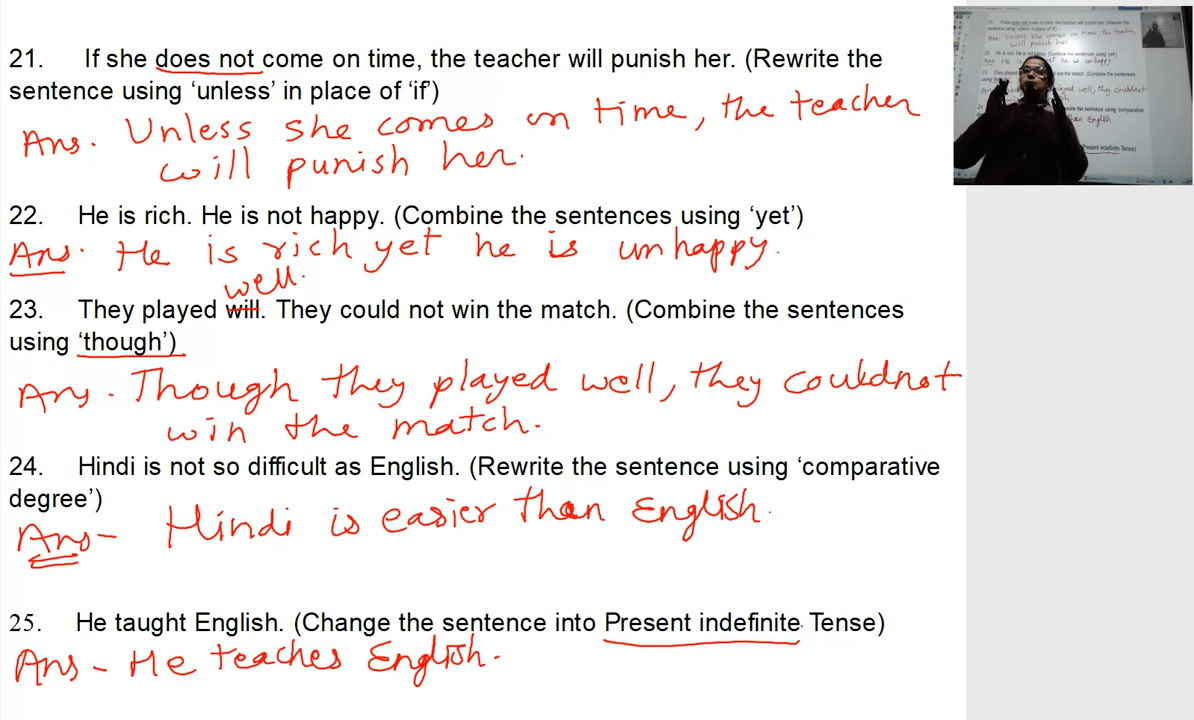 21. If she does not come on time, the teacher will punish her. (Rewrite the
sentence using ‘unless’ in place of ‘if’)
Ans. Unless she comes on time, the teacher
will punish her.
22. He is rich. He is not happy. (Combine the sentences using ‘yet’)
Ans. He is rich yet he is unhappy.
well.
23. They played will. They could not win the match. (Combine the sentences
using ‘though’)
Ans. Though they played well, they could not
win the match.
24. Hindi is not so difficult as English. (Rewrite the sentence using ‘comparative
degree’)
Ans- Hindi is easier than English.
25. He taught English. (Change the sentence into Present indefinite Tense)
Ans - He teaches English.